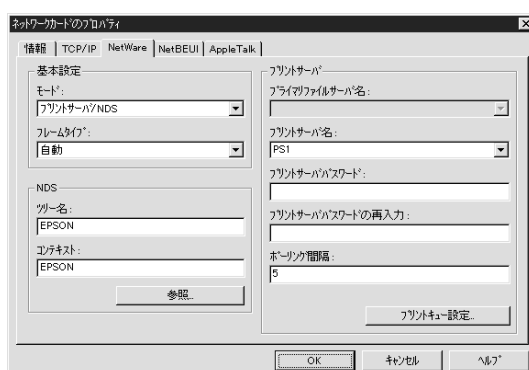 ネットワークカードのプロパティ
情報 TCP/IP NetWare NetBEUI AppleTalk
基本設定
モード:
プリントサーバ/NDS
フレームタイプ:
自動
NDS
ツリー名:
EPSON
コンテキスト:
EPSON
参照...
プリントサーバ
プライマリファイルサーバ名:
プリントサーバ名:
PS1
プリントサーバパスワード:
プリントサーバパスワードの再入力:
ポーリング間隔:
5
プリントキュー設定...
OK キャンセル ヘルプ